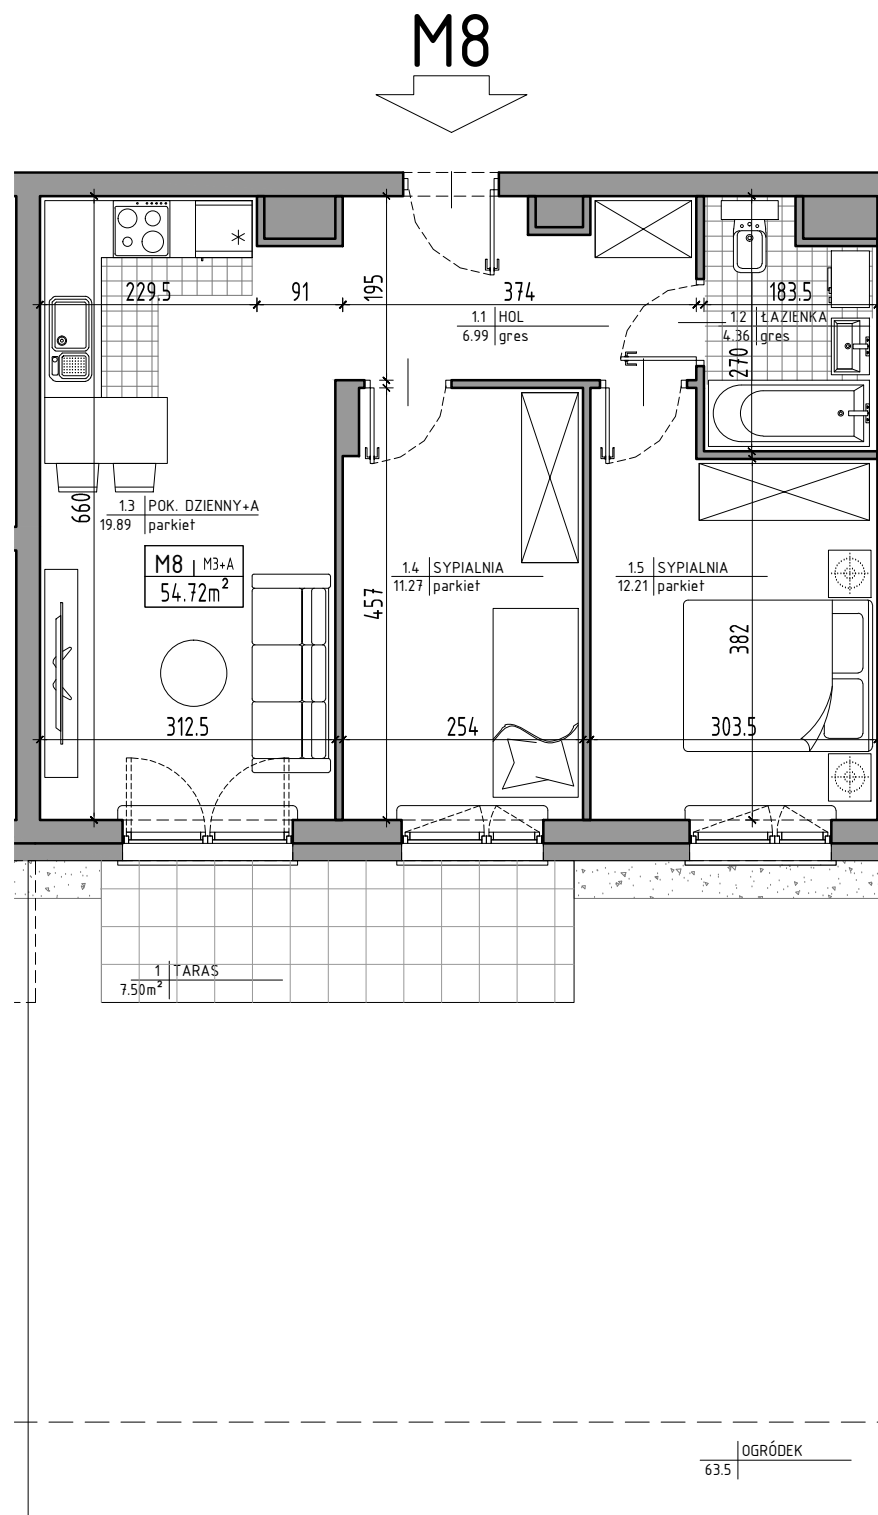 M8
229.5
91
195
374
183.5
1.1 HOL
6.99 gres
1.2 ŁAZIENKA
4.36 gres
270
660
1.3 POK. DZIENNY+A
19.89 parkiet
M8 M3+A
54.72m²
1.4 SYPIALNIA
11.27 parkiet
1.5 SYPIALNIA
12.21 parkiet
457
382
312.5
254
303.5
1 TARAS
7.50m²
OGRÓDEK
63.5